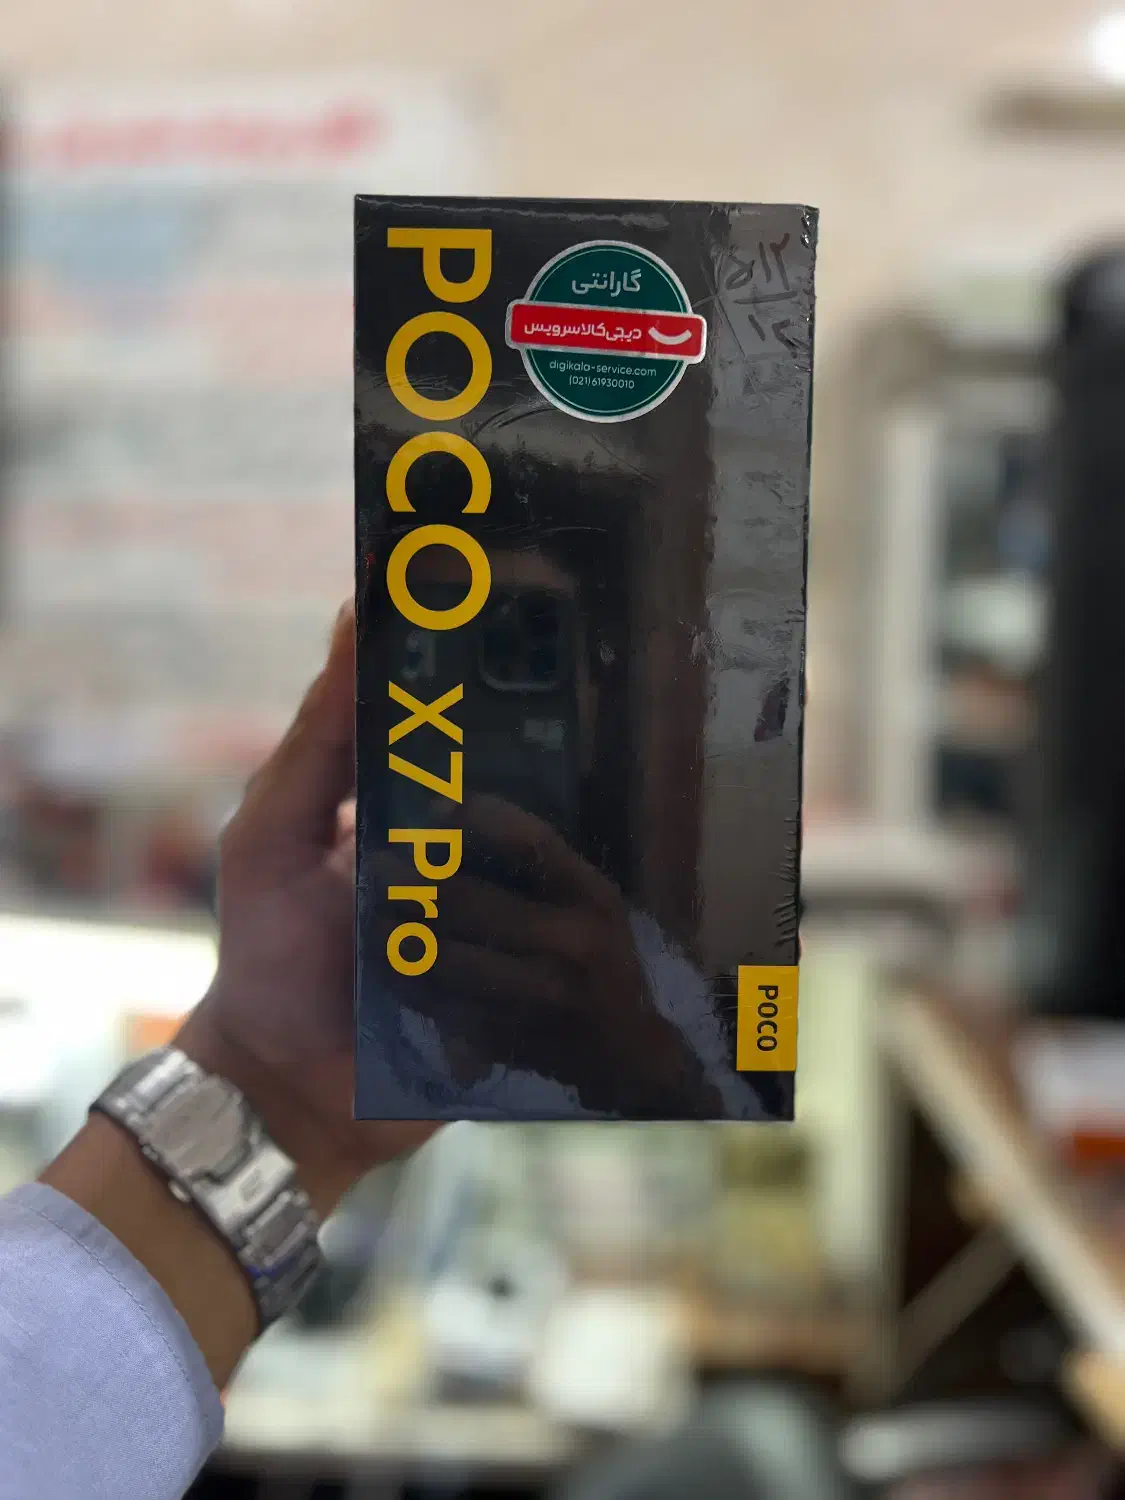 POCO X7 Pro
گارانتی
دیجی‌کالاسرویس
digikala-service.com
(021)61930010
POCO